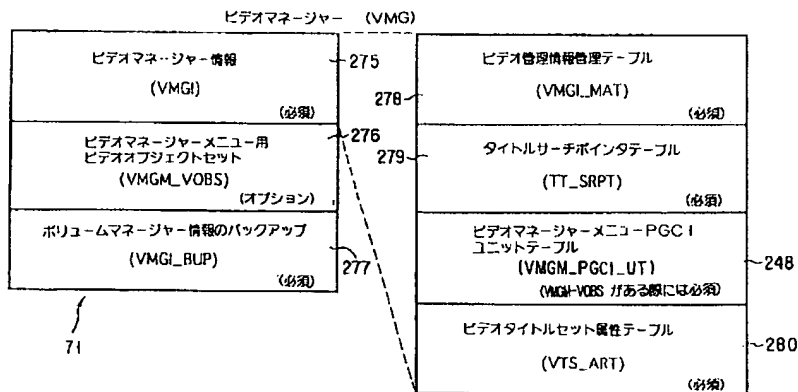 ビデオマネージャー (VMG)
ビデオマネージャー情報
(VMGI)
(必須)
275
ビデオマネージャーメニュー用
ビデオオブジェクトセット
(VMGM_VOBS)
(オプション)
276
ボリュームマネージャー情報のバックアップ
(VMGI_BUP)
(必須)
277
71
ビデオ管理情報管理テーブル
(VMGI_MAT)
(必須)
278
タイトルサーチポインタテーブル
(TT_SRPT)
(必須)
279
ビデオマネージャーメニューPGCI
ユニットテーブル
(VMGM_PGCI_UT)
(VMGM-VOBS がある際には必須)
248
ビデオタイトルセット属性テーブル
(VTS_ART)
(必須)
280